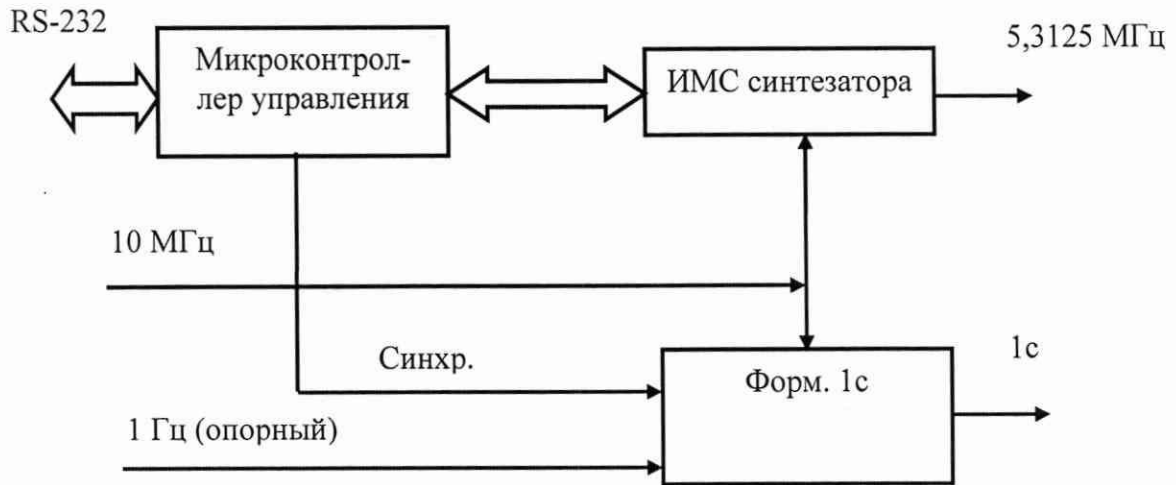 RS-232
Микроконтрол-
лер управления
ИМС синтезатора
5,3125 МГц
10 МГц
Синхр.
Форм. 1с
1с
1 Гц (опорный)